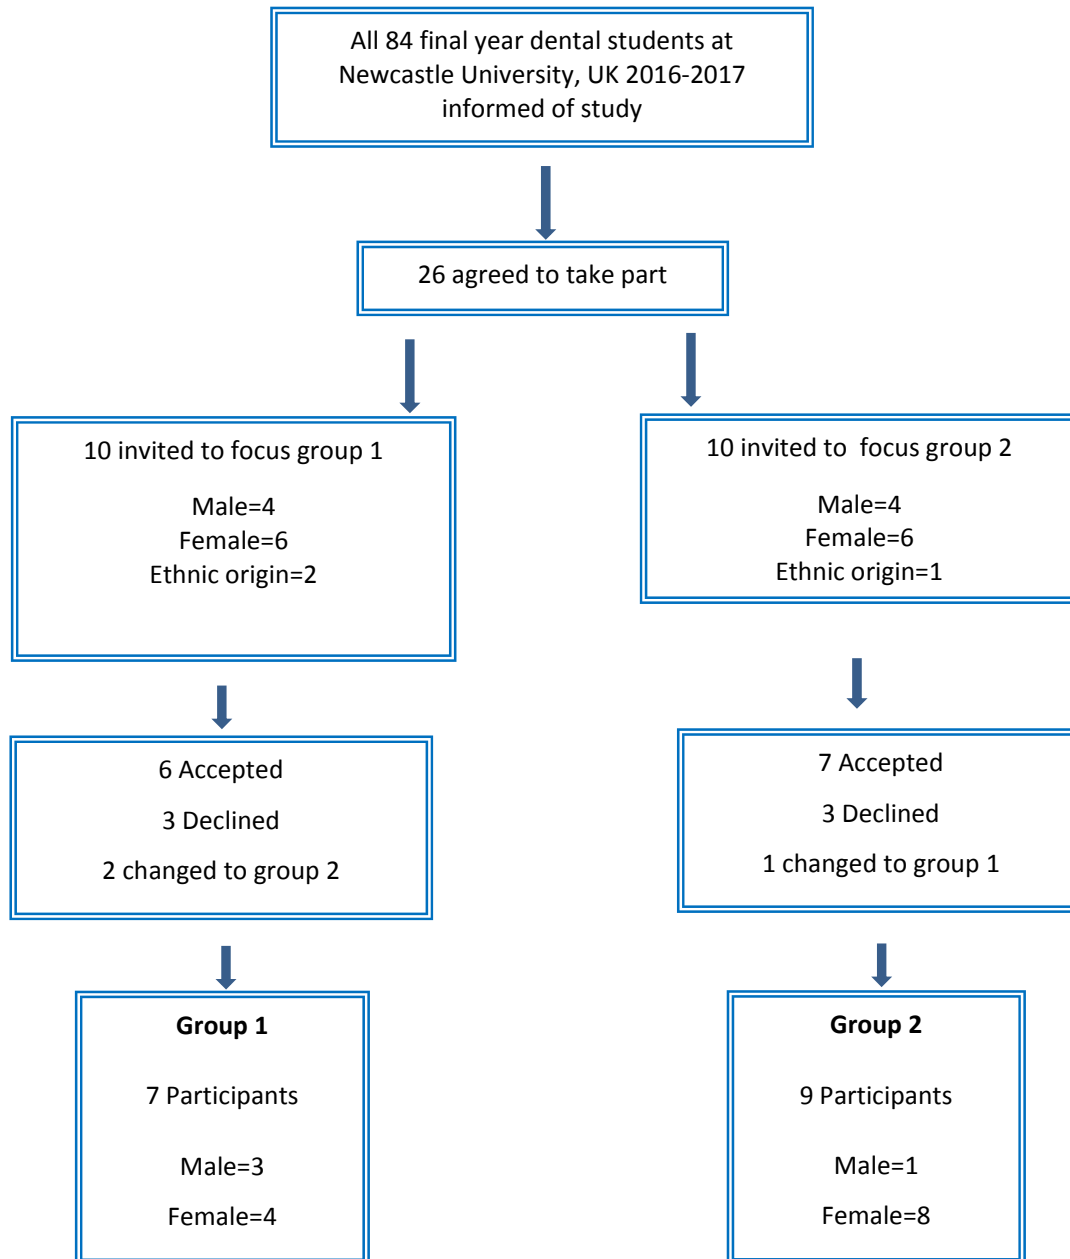 All 84 final year dental students at
Newcastle University, UK 2016-2017
informed of study
26 agreed to take part
10 invited to focus group 1
Male=4
Female=6
Ethnic origin=2
10 invited to  focus group 2
Male=4
Female=6
Ethnic origin=1
6 Accepted
3 Declined
2 changed to group 2
7 Accepted
3 Declined
1 changed to group 1
Group 1
7 Participants
Male=3
Female=4
Group 2
9 Participants
Male=1
Female=8